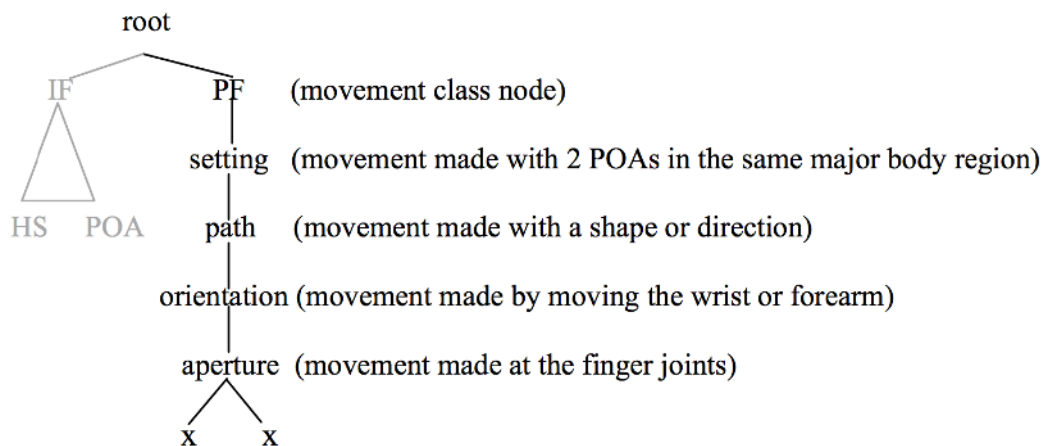 root
IF PF (movement class node)
setting (movement made with 2 POAs in the same major body region)
HS POA path (movement made with a shape or direction)
orientation (movement made by moving the wrist or forearm)
aperture (movement made at the finger joints)
x x